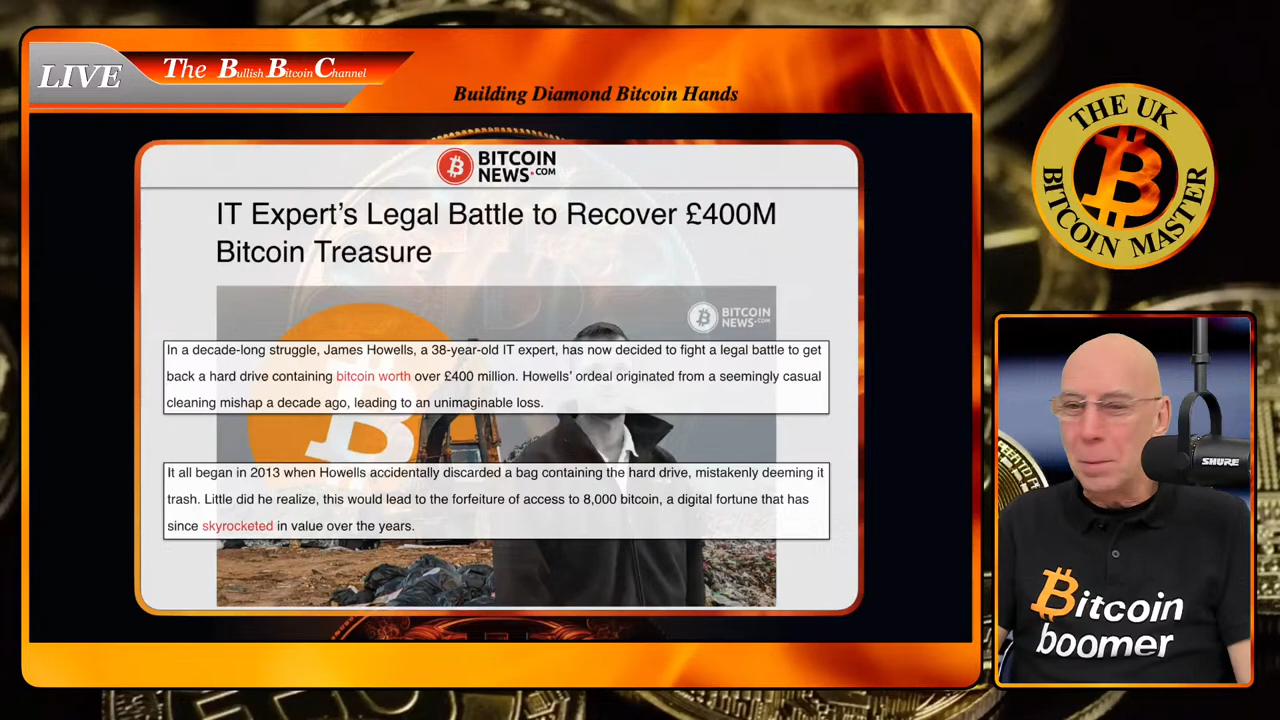 LIVE
The Bullish Bitcoin Channel
Building Diamond Bitcoin Hands
BITCOIN
NEWS.COM
IT Expert's Legal Battle to Recover £400M
Bitcoin Treasure
BITCOIN
NEWS.COM
In a decade-long struggle, James Howells, a 38-year-old IT expert, has now decided to fight a legal battle to get
back a hard drive containing bitcoin worth over £400 million. Howells' ordeal originated from a seemingly casual
cleaning mishap a decade ago, leading to an unimaginable loss.
It all began in 2013 when Howells accidentally discarded a bag containing the hard drive, mistakenly deeming it
trash. Little did he realize, this would lead to the forfeiture of access to 8,000 bitcoin, a digital fortune that has
since skyrocketed in value over the years.
THE UK
BITCOIN MASTER
SHURE
Bitcoin
boomer